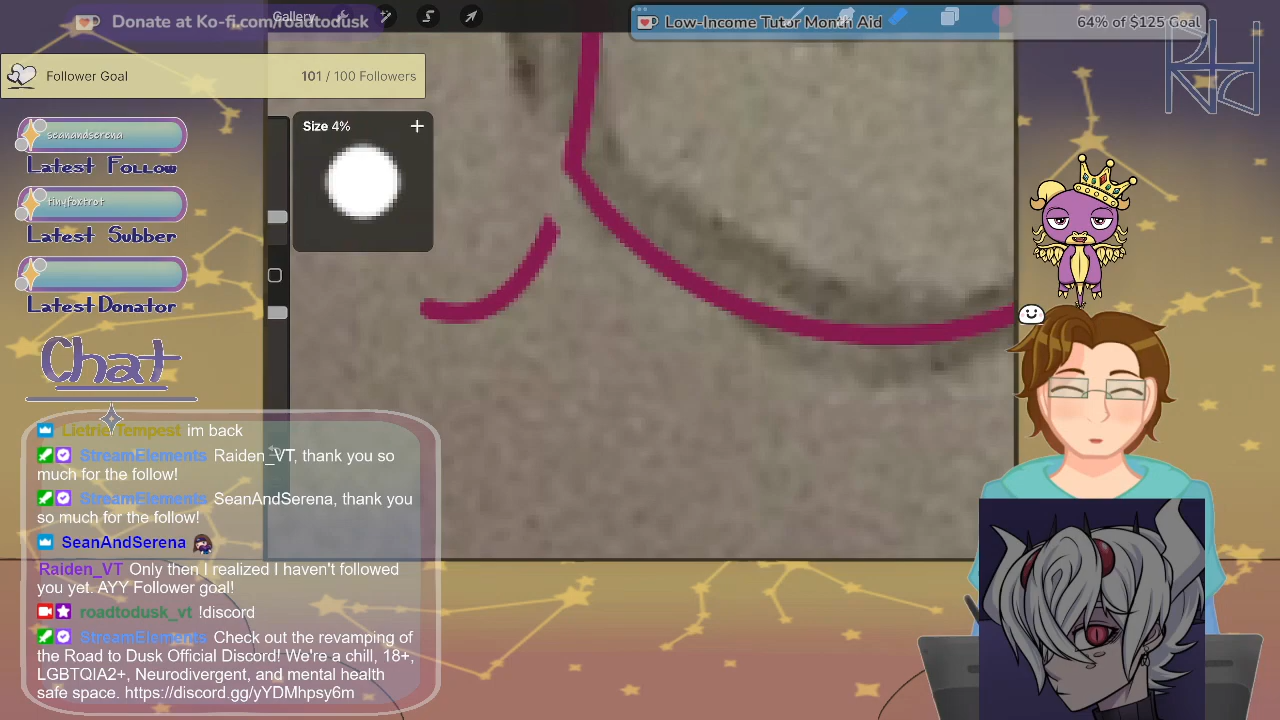 Donate at Ko-fi.com/roadtodusk
Gallery
Low-Income Tutor Month Aid
64% of $125 Goal
Follower Goal
101 / 100 Followers
Size 4%
+
seanandserena
Latest Follow
tinyfoxtrot
Latest Subber
Latest Donator
Chat
LietrieTempest im back
StreamElements Raiden_VT, thank you so
much for the follow!
StreamElements SeanAndSerena, thank you
so much for the follow!
SeanAndSerena
Raiden_VT Only then I realized I haven't followed
you yet. AYY Follower goal!
roadtodusk_vt !discord
StreamElements Check out the revamping of
the Road to Dusk Official Discord! We're a chill, 18+,
LGBTQIA2+, Neurodivergent, and mental health
safe space. https://discord.gg/yYDMhpsy6m